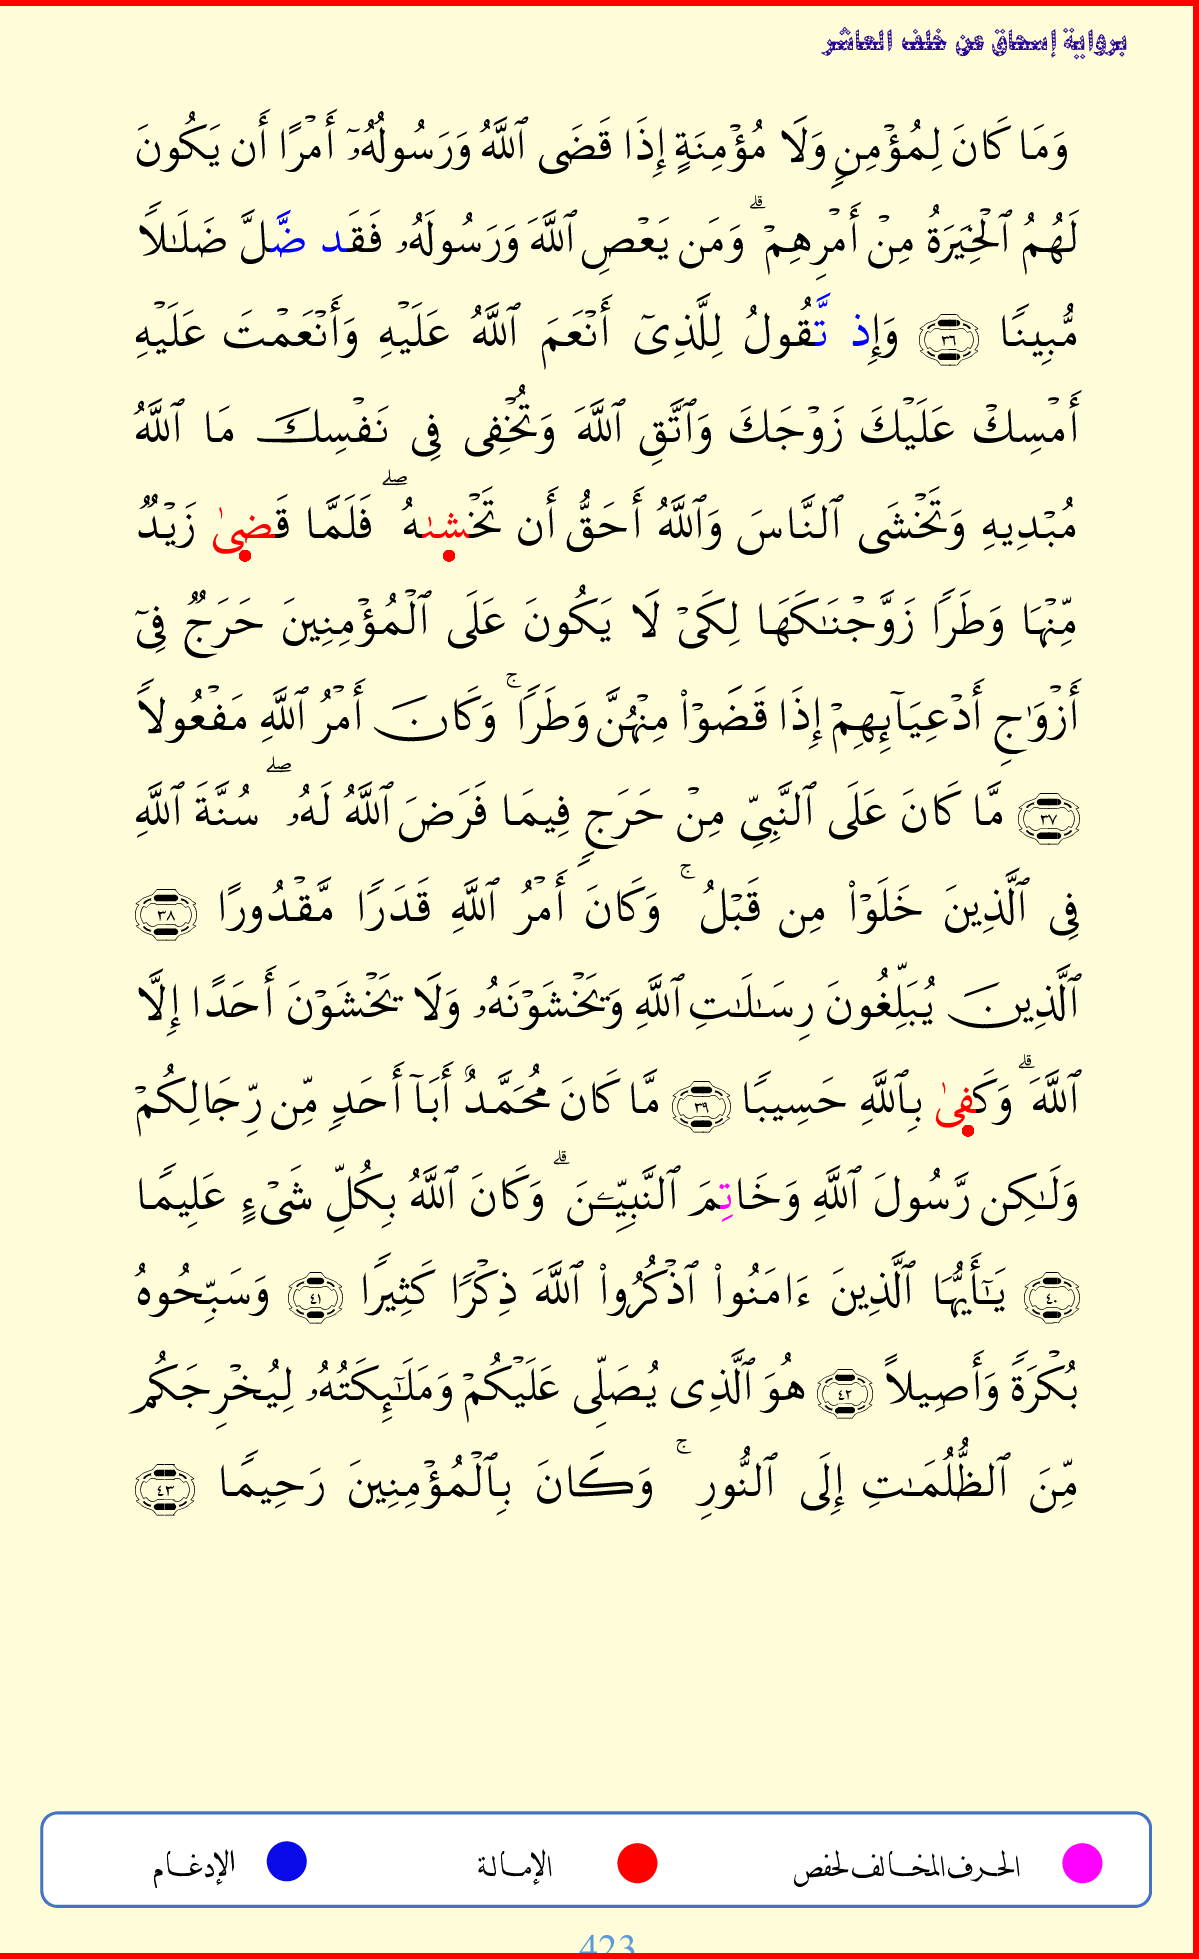 برواية إسحاق عن خلف العاشر
وَمَا كَانَ لِمُؤۡمِنٖ وَلَا مُؤۡمِنَةٍ إِذَا قَضَى ٱللَّهُ وَرَسُولُهُۥٓ أَمۡرًا أَن يَكُونَ
لَهُمُ ٱلۡخِيَرَةُ مِنۡ أَمۡرِهِمۡۗ وَمَن يَعۡصِ ٱللَّهَ وَرَسُولَهُۥ فَقَد ضَّلَّ ضَلَٰلٗا
مُّبِينٗا ٣٦ وَإِذ تَّقُولُ لِلَّذِيٓ أَنۡعَمَ ٱللَّهُ عَلَيۡهِ وَأَنۡعَمۡتَ عَلَيۡهِ
أَمۡسِكۡ عَلَيۡكَ زَوۡجَكَ وَٱتَّقِ ٱللَّهَ وَتُخۡفِي فِي نَفۡسِكَ مَا ٱللَّهُ
مُبۡدِيهِ وَتَخۡشَى ٱلنَّاسَ وَٱللَّهُ أَحَقُّ أَن تَخۡشىٰهُۖ فَلَمَّا قَضىٰ زَيۡدٞ
مِّنۡهَا وَطَرٗا زَوَّجۡنَٰكَهَا لِكَيۡ لَا يَكُونَ عَلَى ٱلۡمُؤۡمِنِينَ حَرَجٞ فِيٓ
أَزۡوَٰجِ أَدۡعِيَآئِهِمۡ إِذَا قَضَوۡاْ مِنۡهُنَّ وَطَرٗاۚ وَكَانَ أَمۡرُ ٱللَّهِ مَفۡعُولٗا
٣٧ مَّا كَانَ عَلَى ٱلنَّبِيِّ مِنۡ حَرَجٖ فِيمَا فَرَضَ ٱللَّهُ لَهُۥۖ سُنَّةَ ٱللَّهِ
فِي ٱلَّذِينَ خَلَوۡاْ مِن قَبۡلُۚ وَكَانَ أَمۡرُ ٱللَّهِ قَدَرٗا مَّقۡدُورًا ٣٨
ٱلَّذِينَ يُبَلِّغُونَ رِسَٰلَٰتِ ٱللَّهِ وَيَخۡشَوۡنَهُۥ وَلَا يَخۡشَوۡنَ أَحَدًا إِلَّا
ٱللَّهَۗ وَكَفىٰ بِٱللَّهِ حَسِيبٗا ٣٩ مَّا كَانَ مُحَمَّدٌ أَبَآ أَحَدٖ مِّن رِّجَالِكُمۡ
وَلَٰكِن رَّسُولَ ٱللَّهِ وَخَاتِمَ ٱلنَّبِيِّـۧنَۗ وَكَانَ ٱللَّهُ بِكُلِّ شَيۡءٍ عَلِيمٗا
٤٠ يَٰٓأَيُّهَا ٱلَّذِينَ ءَامَنُواْ ٱذۡكُرُواْ ٱللَّهَ ذِكۡرٗا كَثِيرٗا ٤١ وَسَبِّحُوهُ
بُكۡرَةٗ وَأَصِيلٗا ٤٢ هُوَ ٱلَّذِي يُصَلِّي عَلَيۡكُمۡ وَمَلَٰٓئِكَتُهُۥ لِيُخۡرِجَكُم
مِّنَ ٱلظُّلُمَٰتِ إِلَى ٱلنُّورِۚ وَكَانَ بِٱلۡمُؤۡمِنِينَ رَحِيمٗا ٤٣
الحرف المخالف لحفص الإمالة الإدغام
423